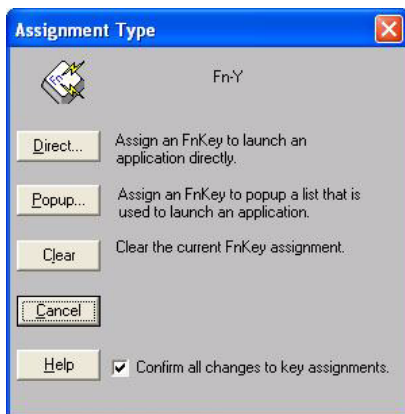 Assignment Type
Fn
Fn-Y
Direct...
Assign an FnKey to launch an
application directly.
Popup...
Assign an FnKey to popup a list that is
used to launch an application.
Clear
Clear the current FnKey assignment.
Cancel
Help
Confirm all changes to key assignments.